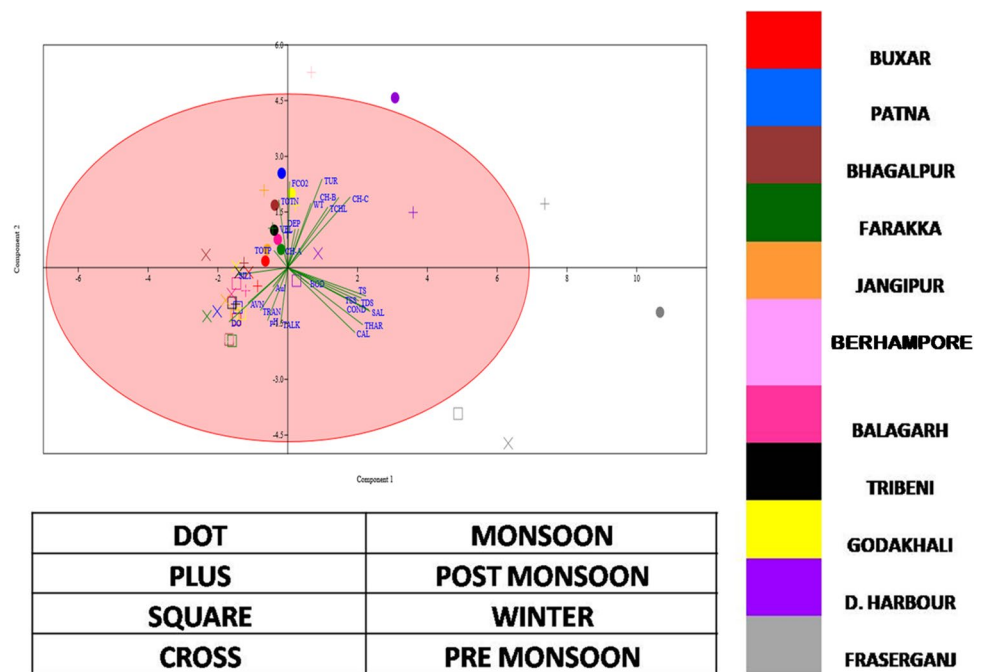 6.0
4.5
3.0
1.5
-1.5
-3.0
-4.5
-6
-4
-2
2
4
6
8
10
Component 2
Component 1
FCO2
TUR
CH-B
CH-C
WT
TCHL
TOTN
DEP
VEL
TOTP
CH-A
BOD
TS
TSS
TDS
COND
SAL
THAR
CAL
AVN
TRAN
TALK
DO
DOT MONSOON
PLUS POST MONSOON
SQUARE WINTER
CROSS PRE MONSOON
BUXAR
PATNA
BHAGALPUR
FARAKKA
JANGIPUR
BERHAMPORE
BALAGARH
TRIBENI
GODAKHALI
D. HARBOUR
FRASERGANJ